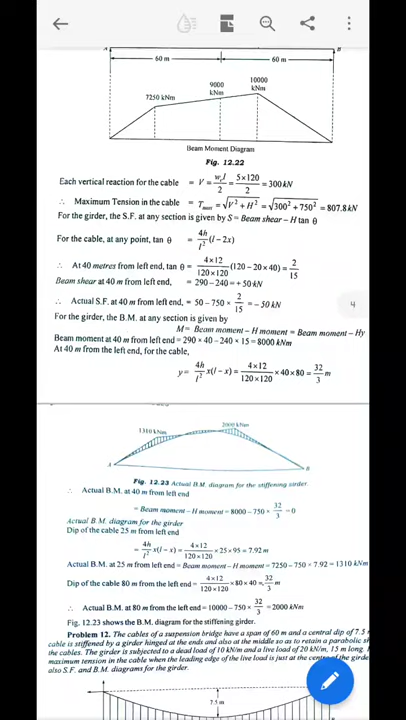 A
B
60 m
60 m
7250 kNm
9000
kNm
10000
kNm
Beam Moment Diagram
Fig. 12.22
Each vertical reaction for the cable = V = wₑl/2 = 5×120/2 = 300 kN
∴ Maximum Tension in the cable = Tₘₐₓ = √V² + H² = √300² + 750² = 807.8 kN
For the girder, the S.F. at any section is given by S = Beam shear – H tan θ
For the cable, at any point, tan θ = 4h/l² (l – 2x)
∴ At 40 metres from left end, tan θ = 4×12/120×120 (120 – 20×40) = 2/15
Beam shear at 40 m from left end, = 290 – 240 = + 50 kN
∴ Actual S.F. at 40 m from left end, = 50 – 750 × 2/15 = – 50 kN
4
For the girder, the B.M. at any section is given by
M = Beam moment – H moment = Beam moment – Hy
Beam moment at 40 m from left end = 290 × 40 – 240 × 15 = 8000 kNm
At 40 m from the left end, for the cable,
y = 4h/l² x(l – x) = 4×12/120×120 × 40×80 = 32/3 m
1310 kNm
2000 kNm
A
B
Fig. 12.23 Actual B.M. diagram for the stiffening girder.
∴ Actual B.M. at 40 m from left end
= Beam moment – H moment = 8000 – 750 × 32/3 = 0
Actual B.M. diagram for the girder
Dip of the cable 25 m from left end
= 4h/l² x(l – x) = 4×12/120×120 × 25 × 95 = 7.92 m
Actual B.M. at 25 m from left end = Beam moment – H moment = 7250 – 750 × 7.92 = 1310 kNm
Dip of the cable 80 m from the left end = 4×12/120×120 × 80 × 40 = 32/3 m
∴ Actual B.M. at 80 m from the left end = 10000 – 750 × 32/3 = 2000 kNm
Fig. 12.23 shows the B.M. diagram for the stiffening girder.
Problem 12. The cables of a suspension bridge have a span of 60 m and a central dip of 7.5
cable is stiffened by a girder hinged at the ends and also at the middle so as to retain a parabolic
the cables. The girder is subjected to a dead load of 10 kN/m and a live load of 20 kN/m, 15 m long.
maximum tension in the cable when the leading edge of the live load is just at the centre of the girde
also S.F. and B.M. diagrams for the girder.
7.5 m